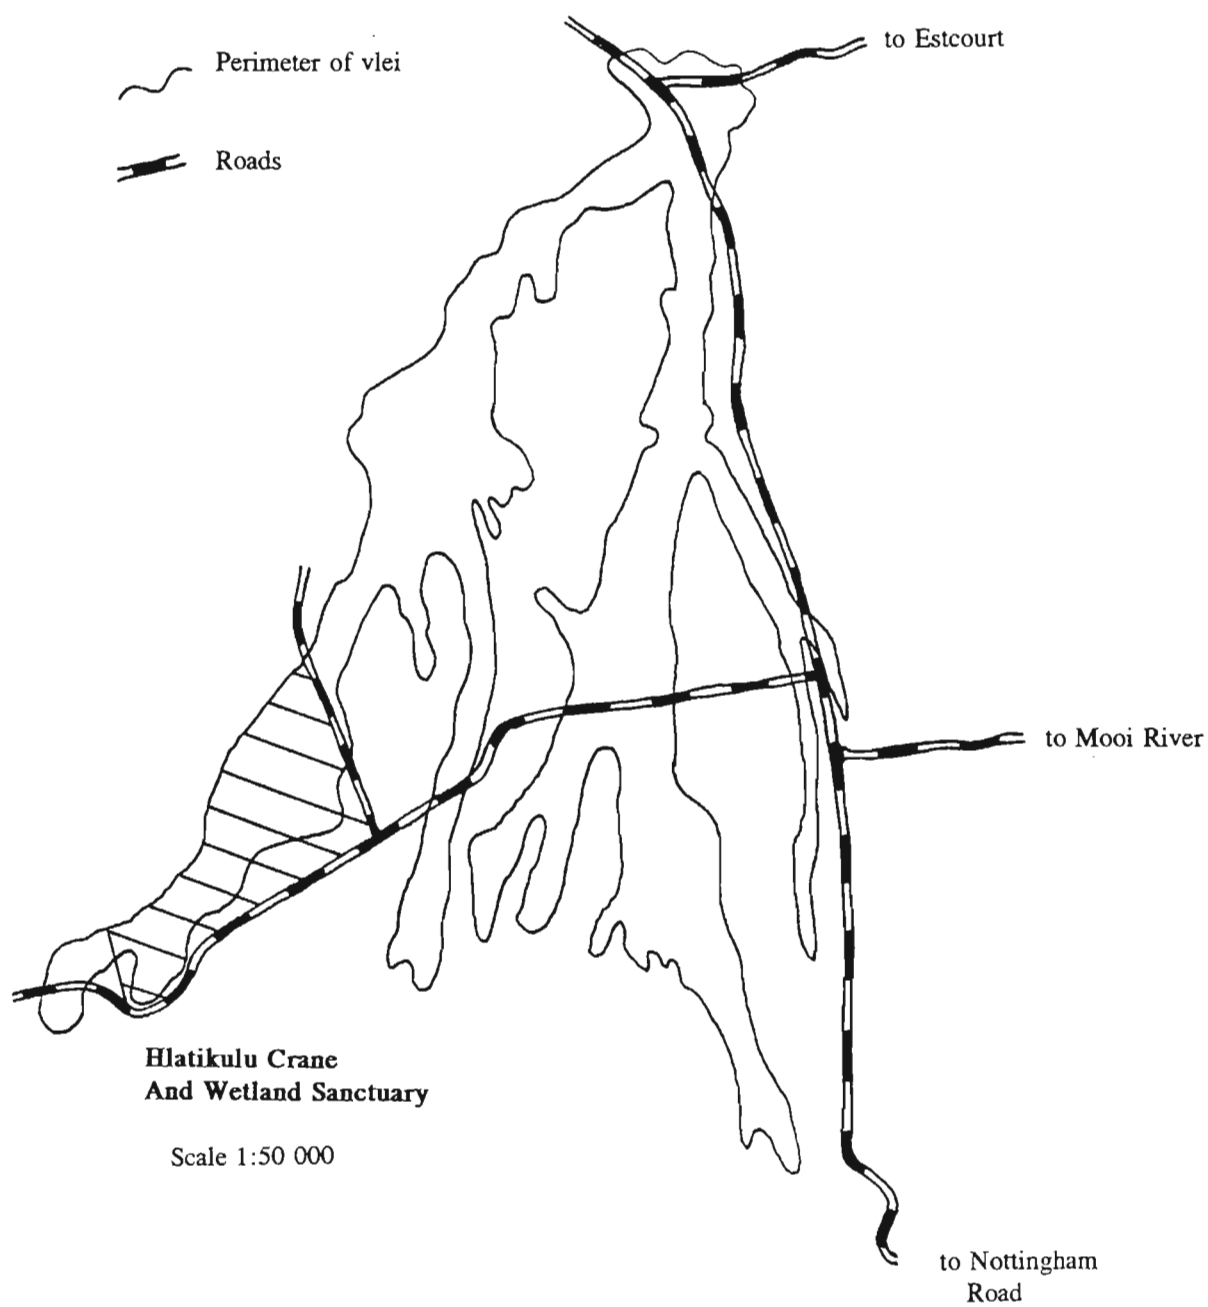 to Estcourt
Perimeter of vlei
Roads
to Mooi River
Hlatikulu Crane
And Wetland Sanctuary
Scale 1:50 000
to Nottingham
Road